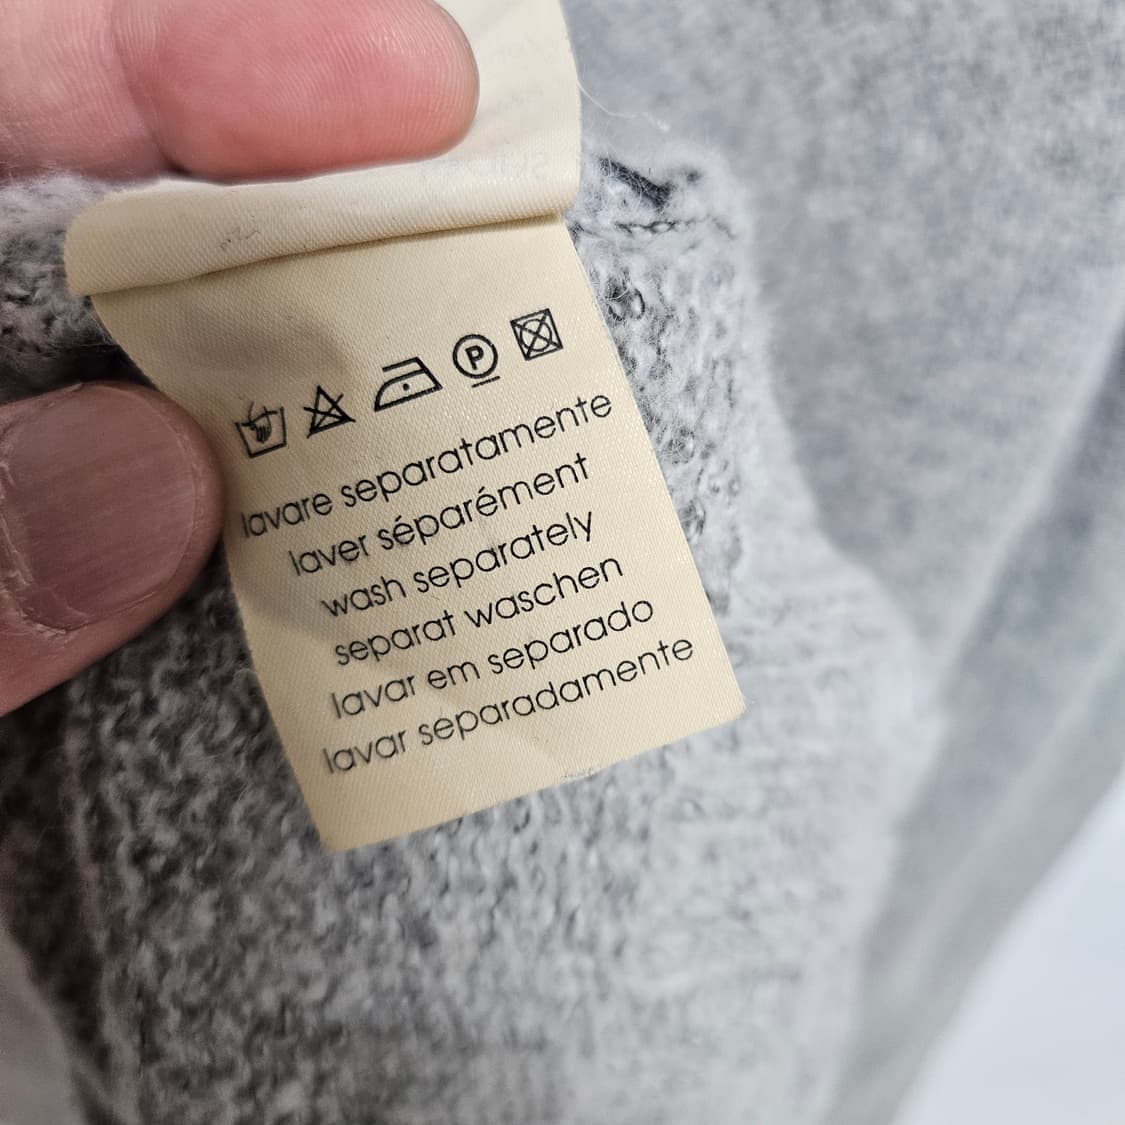 P
lavare separatamente
laver séparément
wash separately
separat waschen
lavar em separado
lavar separadamente